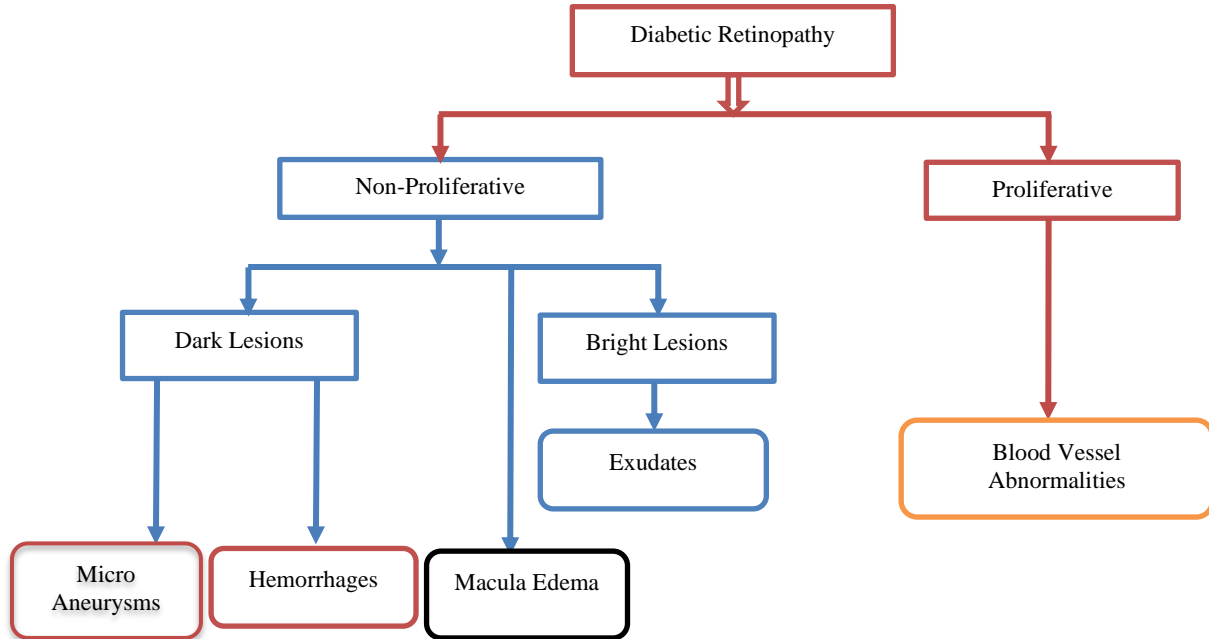 Diabetic Retinopathy
Non-Proliferative
Proliferative
Dark Lesions
Bright Lesions
Exudates
Blood Vessel
Abnormalities
Micro
Aneurysms
Hemorrhages
Macula Edema